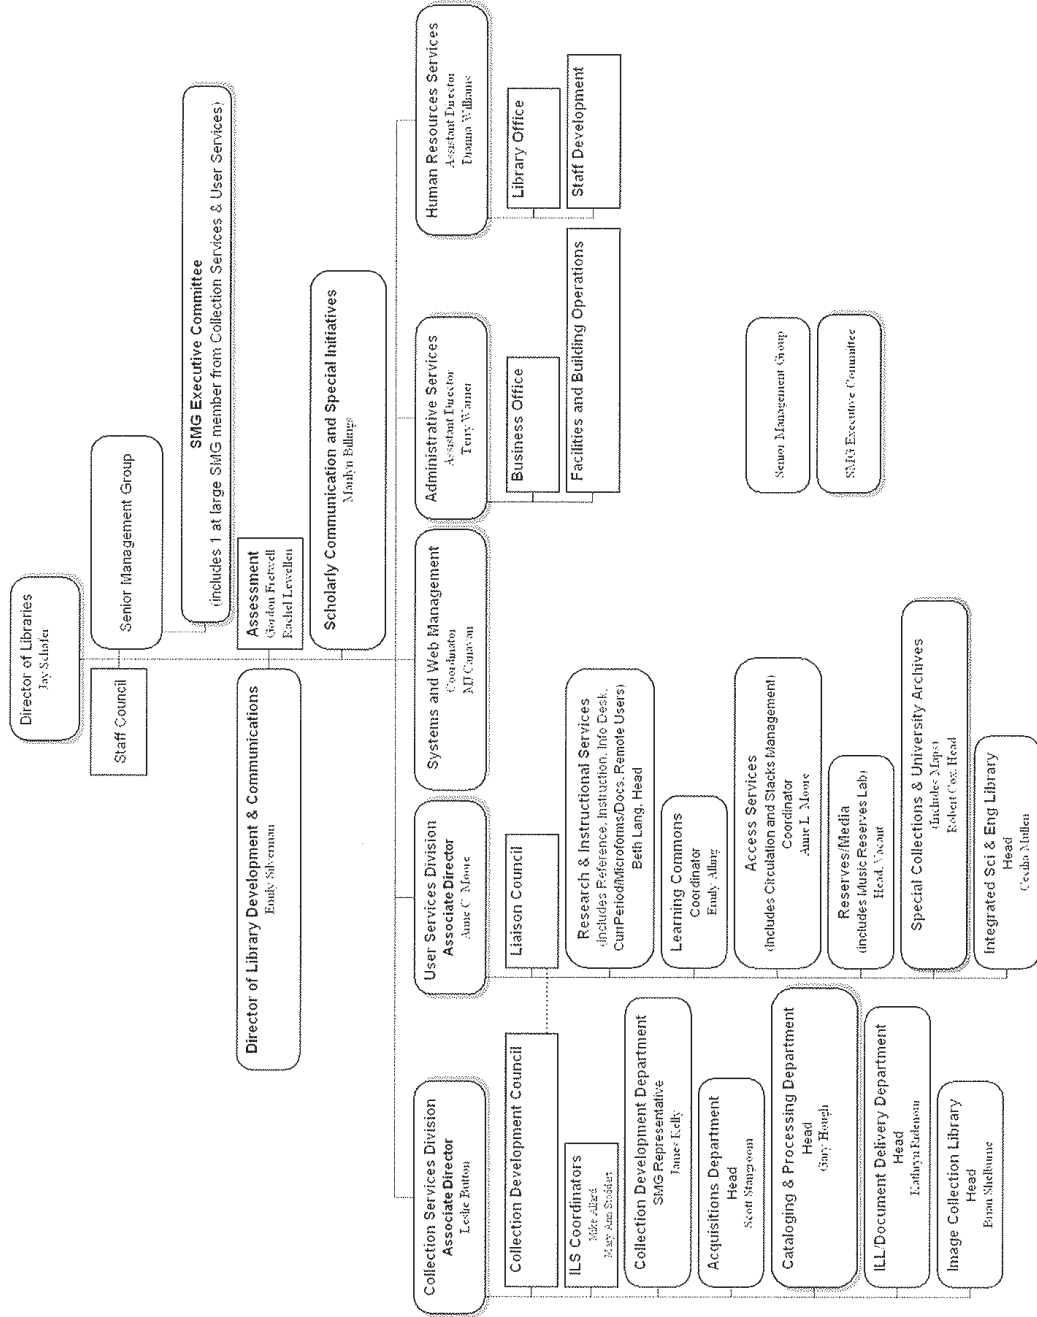 Director of Libraries
Jay Schafer
Staff Council
Senior Management Group
SMG Executive Committee
(includes 1 at large SMG member from Collection Services & User Services)
Director of Library Development & Communications
Emily Silverman
Assessment
Gordon Fretwell
Rachel Lewellen
Scholarly Communication and Special Initiatives
Marilyn Billings
Collection Services Division
Associate Director
Leslie Button
User Services Division
Associate Director
Anne C. Moore
Systems and Web Management
Coordinator
MJ Canavan
Administrative Services
Assistant Director
Terry Warner
Human Resources Services
Assistant Director
Dianna Williams
Collection Development Council
ILS Coordinators
Mike Allard
Mary Ann Stoddart
Collection Development Department
SMG Representative
James Kelly
Acquisitions Department
Head
Scott Stangroom
Cataloging & Processing Department
Head
Gary Hough
ILL/Document Delivery Department
Head
Kathryn Ridenour
Image Collection Library
Head
Brian Shelburne
Liaison Council
Research & Instructional Services
(Includes Reference, Instruction, Info Desk,
CurrPeriod/Microforms/Docs, Remote Users)
Beth Lang, Head
Learning Commons
Coordinator
Emily Alling
Access Services
(Includes Circulation and Stacks Management)
Coordinator
Anne L. Moore
Reserves/Media
(includes Music Reserves Lab)
Head, Vacant
Special Collections & University Archives
(Includes Maps)
Robert Cox, Head
Integrated Sci & Eng Library
Head
Cecilia Mullen
Business Office
Facilities and Building Operations
Library Office
Staff Development
Senior Management Group
SMG Executive Committee